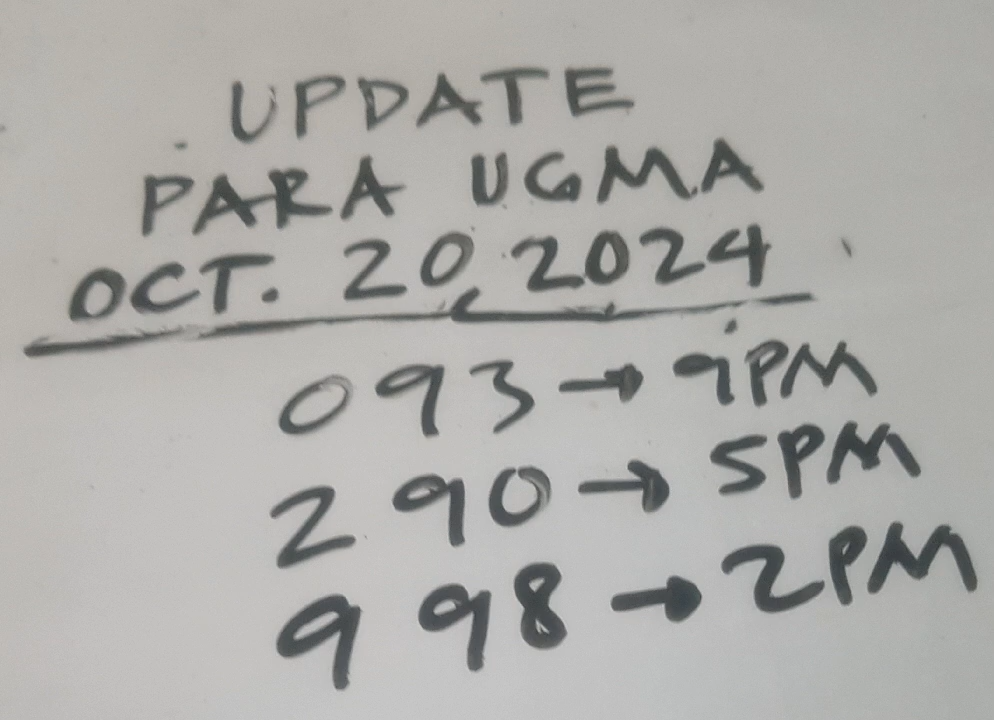 UPDATE
PARA UGMA
OCT. 20, 2024
093 → 9PM
290 → 5PM
998 → 2PM